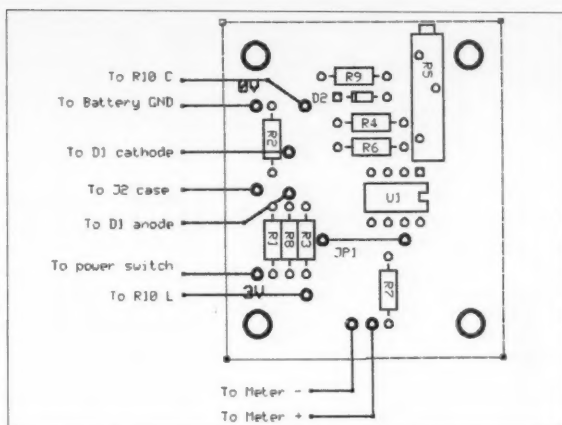 To R10 C
0V
To Battery GND
To D1 cathode
To J2 case
To D1 anode
To power switch
3V
To R10 L
R9
D2
R4
R6
R5
R2
U1
R1
R8
R3
JP1
R7
To Meter -
To Meter +